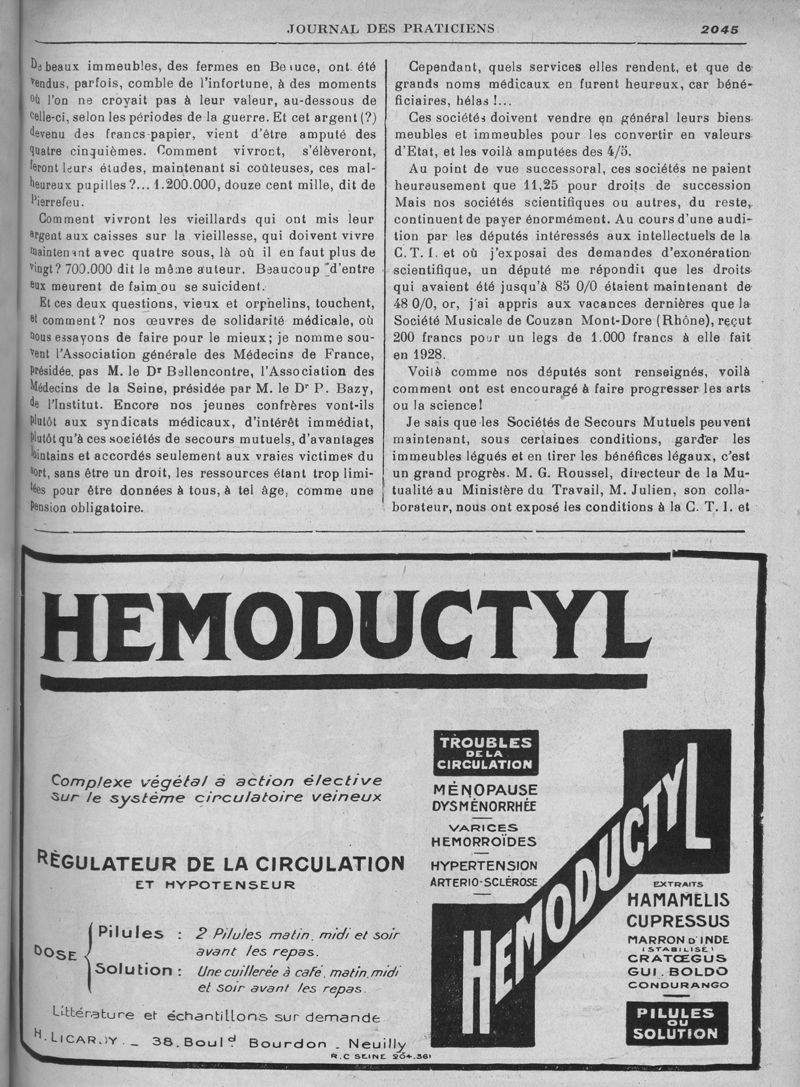 JOURNAL DES PRATICIENS
2045
De beaux immeubles, des fermes en Beauce, ont été
vendus, parfois, comble de l'infortune, à des moments
où l'on ne croyait pas à leur valeur, au-dessous de
celle-ci, selon les périodes de la guerre. Et cet argent (?)
devenu des francs-papier, vient d'être amputé des
quatre cinquièmes. Comment vivront, s'élèveront,
feront leurs études, maintenant si coûteuses, ces mal-
heureux pupilles ?... 1.200.000, douze cent mille, dit de
Pierrefeu.
Comment vivront les vieillards qui ont mis leur
argent aux caisses sur la vieillesse, qui doivent vivre
maintenant avec quatre sous, là où il en faut plus de
vingt? 700.000 dit le même auteur. Beaucoup d'entre
eux meurent de faim ou se suicident.
Et ces deux questions, vieux et orphelins, touchent,
et comment? nos œuvres de solidarité médicale, où
nous essayons de faire pour le mieux; je nomme sou-
vent l'Association générale des Médecins de France,
présidée, pas M. le Dr Bellencontre, l'Association des
Médecins de la Seine, présidée par M. le Dr P. Bazy,
de l'Institut. Encore nos jeunes confrères vont-ils
plutôt aux syndicats médicaux, d'intérêt immédiat,
plutôt qu'à ces sociétés de secours mutuels, d'avantages
lointains et accordés seulement aux vraies victimes du
sort, sans être un droit, les ressources étant trop limi-
tées pour être données à tous, à tel âge, comme une
pension obligatoire.
Cependant, quels services elles rendent, et que de
grands noms médicaux en furent heureux, car béné-
ficiaires, hélas !...
Ces sociétés doivent vendre en général leurs biens
meubles et immeubles pour les convertir en valeurs
d'Etat, et les voilà amputées des 4/5.
Au point de vue successoral, ces sociétés ne paient
heureusement que 11,25 pour droits de succession
Mais nos sociétés scientifiques ou autres, du reste,
continuent de payer énormément. Au cours d'une audi-
tion par les députés intéressés aux intellectuels de la
C. T. I. et où j'exposai des demandes d'exonération
scientifique, un député me répondit que les droits
qui avaient été jusqu'à 85 0/0 étaient maintenant de
48 0/0, or, j'ai appris aux vacances dernières que la
Société Musicale de Couzan Mont-Dore (Rhône), reçut
200 francs pour un legs de 1.000 francs à elle fait
en 1928.
Voilà comme nos députés sont renseignés, voilà
comment ont est encouragé à faire progresser les arts
ou la science!
Je sais que les Sociétés de Secours Mutuels peuvent
maintenant, sous certaines conditions, garder les
immeubles légués et en tirer les bénéfices légaux, c'est
un grand progrès. M. G. Roussel, directeur de la Mu-
tualité au Ministère du Travail, M. Julien, son colla-
borateur, nous ont exposé les conditions à la C. T. I. et
HEMODUCTYL
Complexe végétal à action élective
sur le système circulatoire veineux
RÉGULATEUR DE LA CIRCULATION
ET HYPOTENSEUR
DOSE
Pilules : 2 Pilules matin, midi et soir
avant les repas.
Solution : Une cuillerée à café, matin, midi
et soir avant les repas.
Littérature et échantillons sur demande
H. LICARDY. _ 38, Boul.d Bourdon _ Neuilly
R.C SEINE 204.361
TROUBLES
DE LA
CIRCULATION
MÉNOPAUSE
DYSMÉNORRHÉE
VARICES
HEMORROÏDES
HYPERTENSION
ARTERIO-SCLÉROSE
HEMODUCTYL
EXTRAITS
HAMAMELIS
CUPRESSUS
MARRON D'INDE
(STABILISÉ)
CRATŒGUS
GUI. BOLDO
CONDURANGO
PILULES
OU
SOLUTION